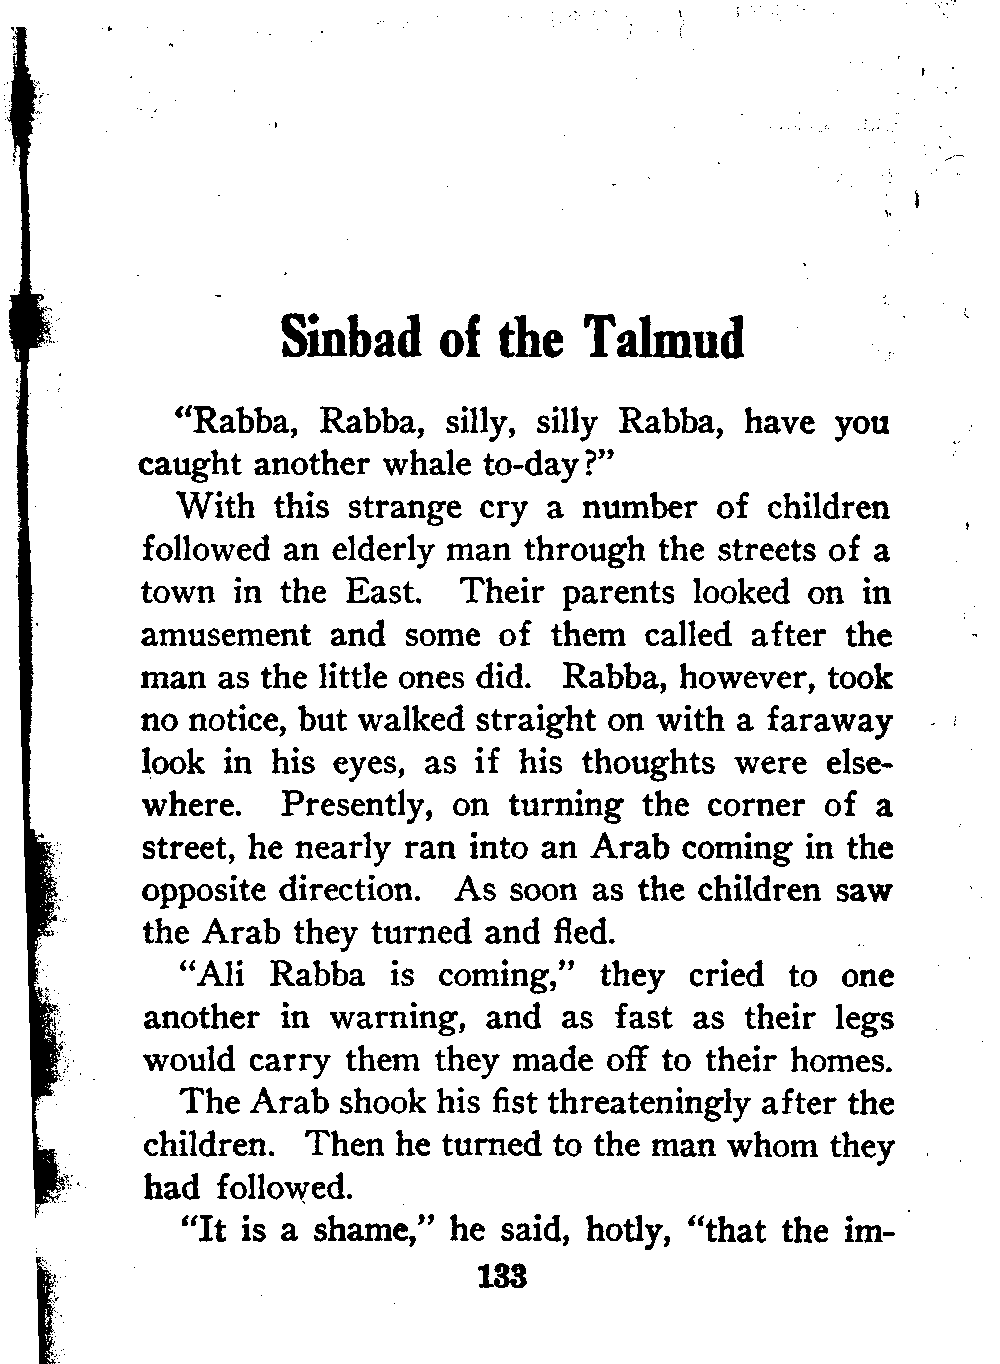 Sinbad of the Talmud
“Rabba, Rabba, silly, silly Rabba, have you
caught another whale to-day?”
With this strange cry a number of children
followed an elderly man through the streets of a
town in the East. Their parents looked on in
amusement and some of them called after the
man as the little ones did. Rabba, however, took
no notice, but walked straight on with a faraway
look in his eyes, as if his thoughts were else-
where. Presently, on turning the corner of a
street, he nearly ran into an Arab coming in the
opposite direction. As soon as the children saw
the Arab they turned and fled.
“Ali Rabba is coming,” they cried to one
another in warning, and as fast as their legs
would carry them they made off to their homes.
The Arab shook his fist threateningly after the
children. Then he turned to the man whom they
had followed.
“It is a shame,” he said, hotly, “that the im-
133